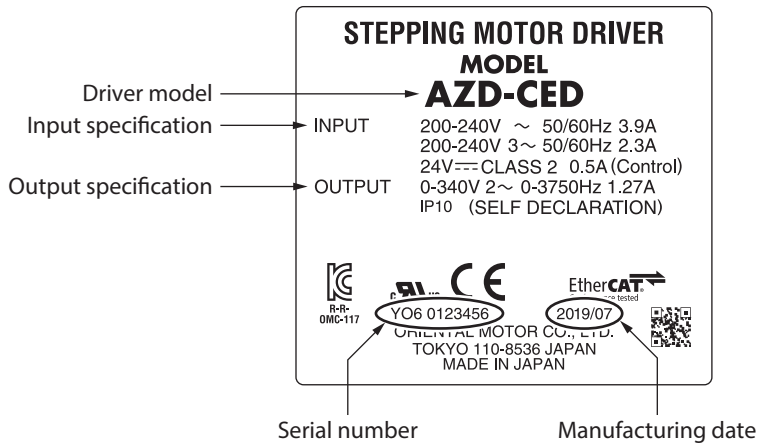 STEPPING MOTOR DRIVER
MODEL
Driver model
AZD-CED
Input specification
INPUT
200-240V ~ 50/60Hz 3.9A
200-240V 3~ 50/60Hz 2.3A
24V⎓CLASS 2 0.5A (Control)
Output specification
OUTPUT
0-340V 2~ 0-3750Hz 1.27A
IP10 (SELF DECLARATION)
R-R-
OMC-117
CE
EtherCAT®
tested
YO6 0123456
2019/07
ORIENTAL MOTOR CO., LTD.
TOKYO 110-8536 JAPAN
MADE IN JAPAN
Serial number
Manufacturing date